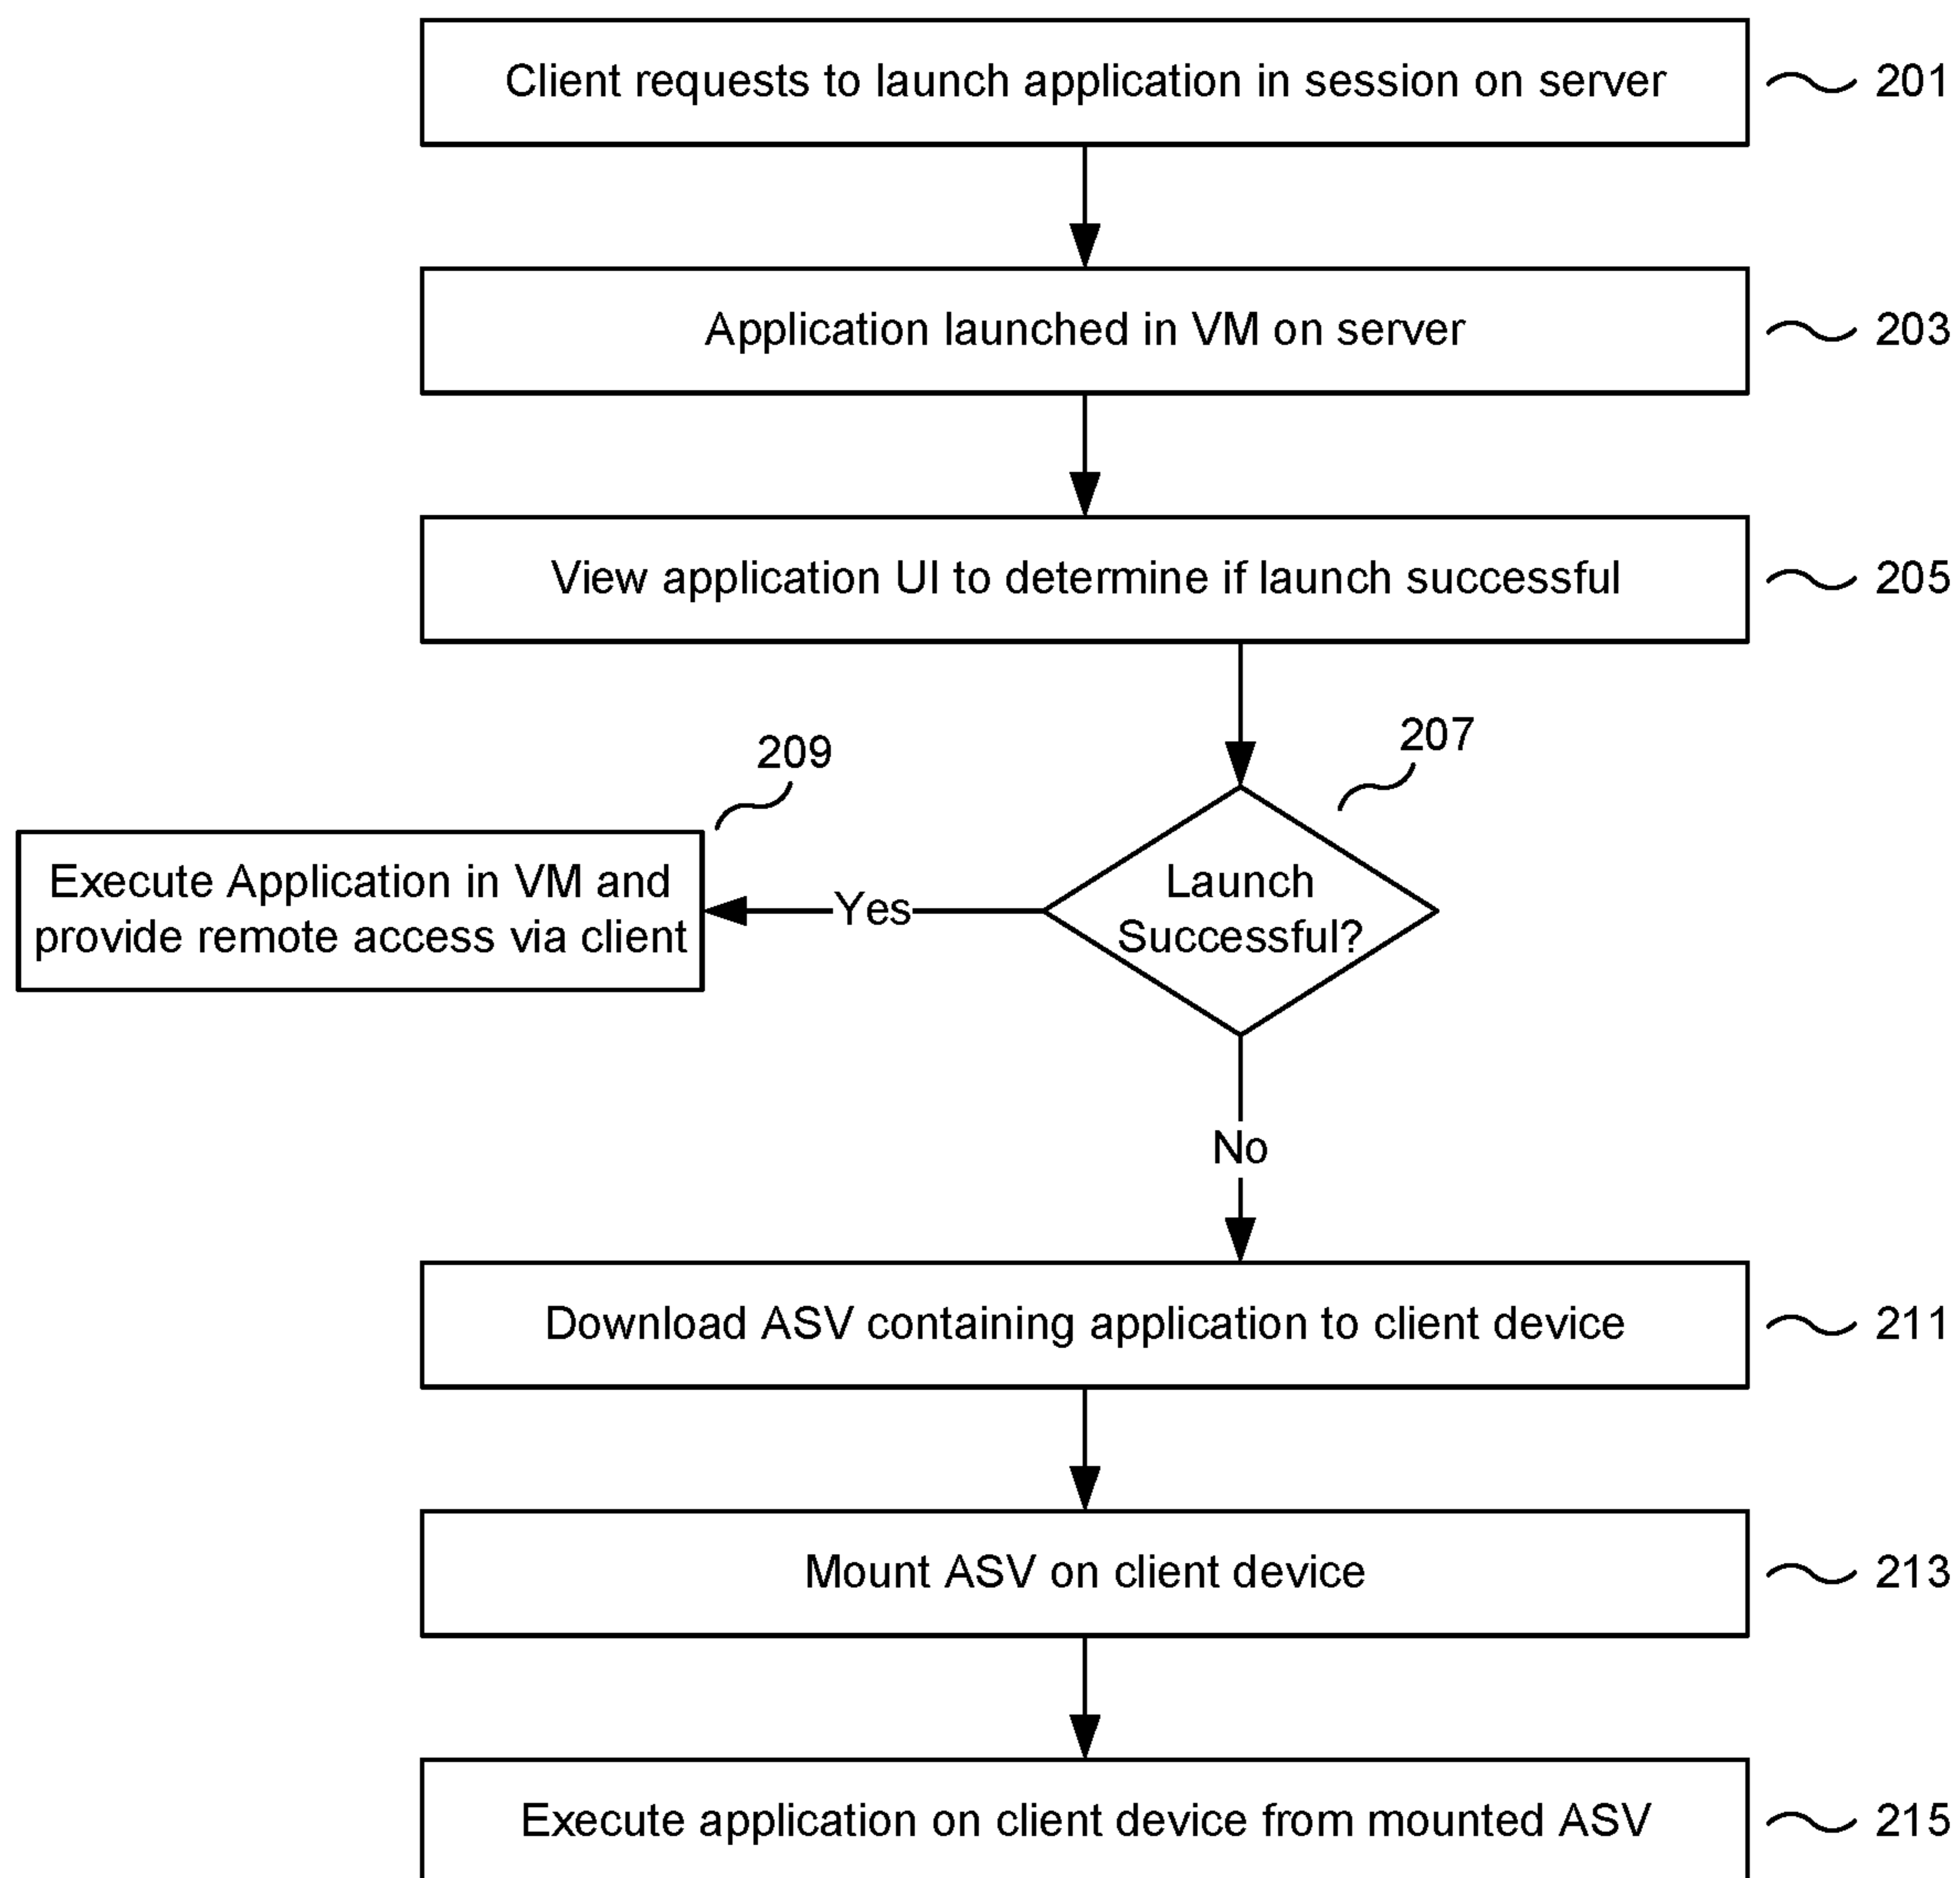 Client requests to launch application in session on server
201
Application launched in VM on server
203
View application UI to determine if launch successful
205
207
209
Execute Application in VM and
provide remote access via client
Yes
Launch
Successful?
No
Download ASV containing application to client device
211
Mount ASV on client device
213
Execute application on client device from mounted ASV
215